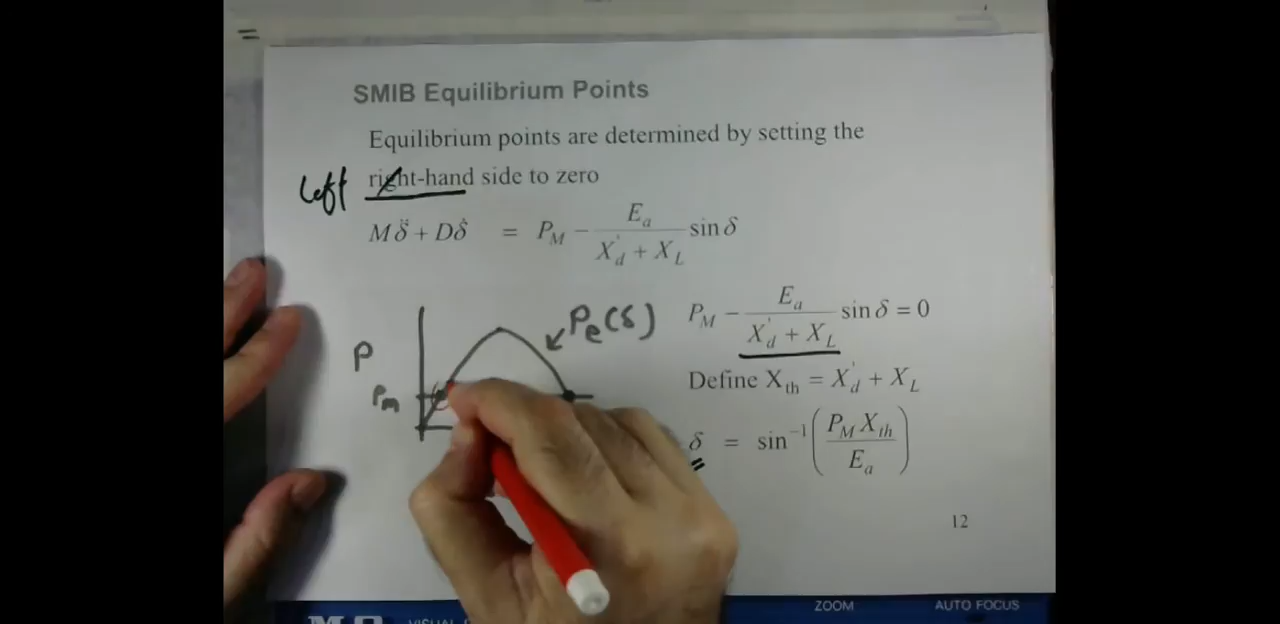 SMIB Equilibrium Points
Equilibrium points are determined by setting the
left right-hand side to zero
Mδ̈ + Dδ̇ = P_M − E_a / (X'_d + X_L) sin δ
P_e(δ)
P_M − E_a / (X'_d + X_L) sin δ = 0
P
P_m
Define X_th = X'_d + X_L
δ = sin⁻¹ (P_M X_th / E_a)
12
ZOOM
AUTO FOCUS